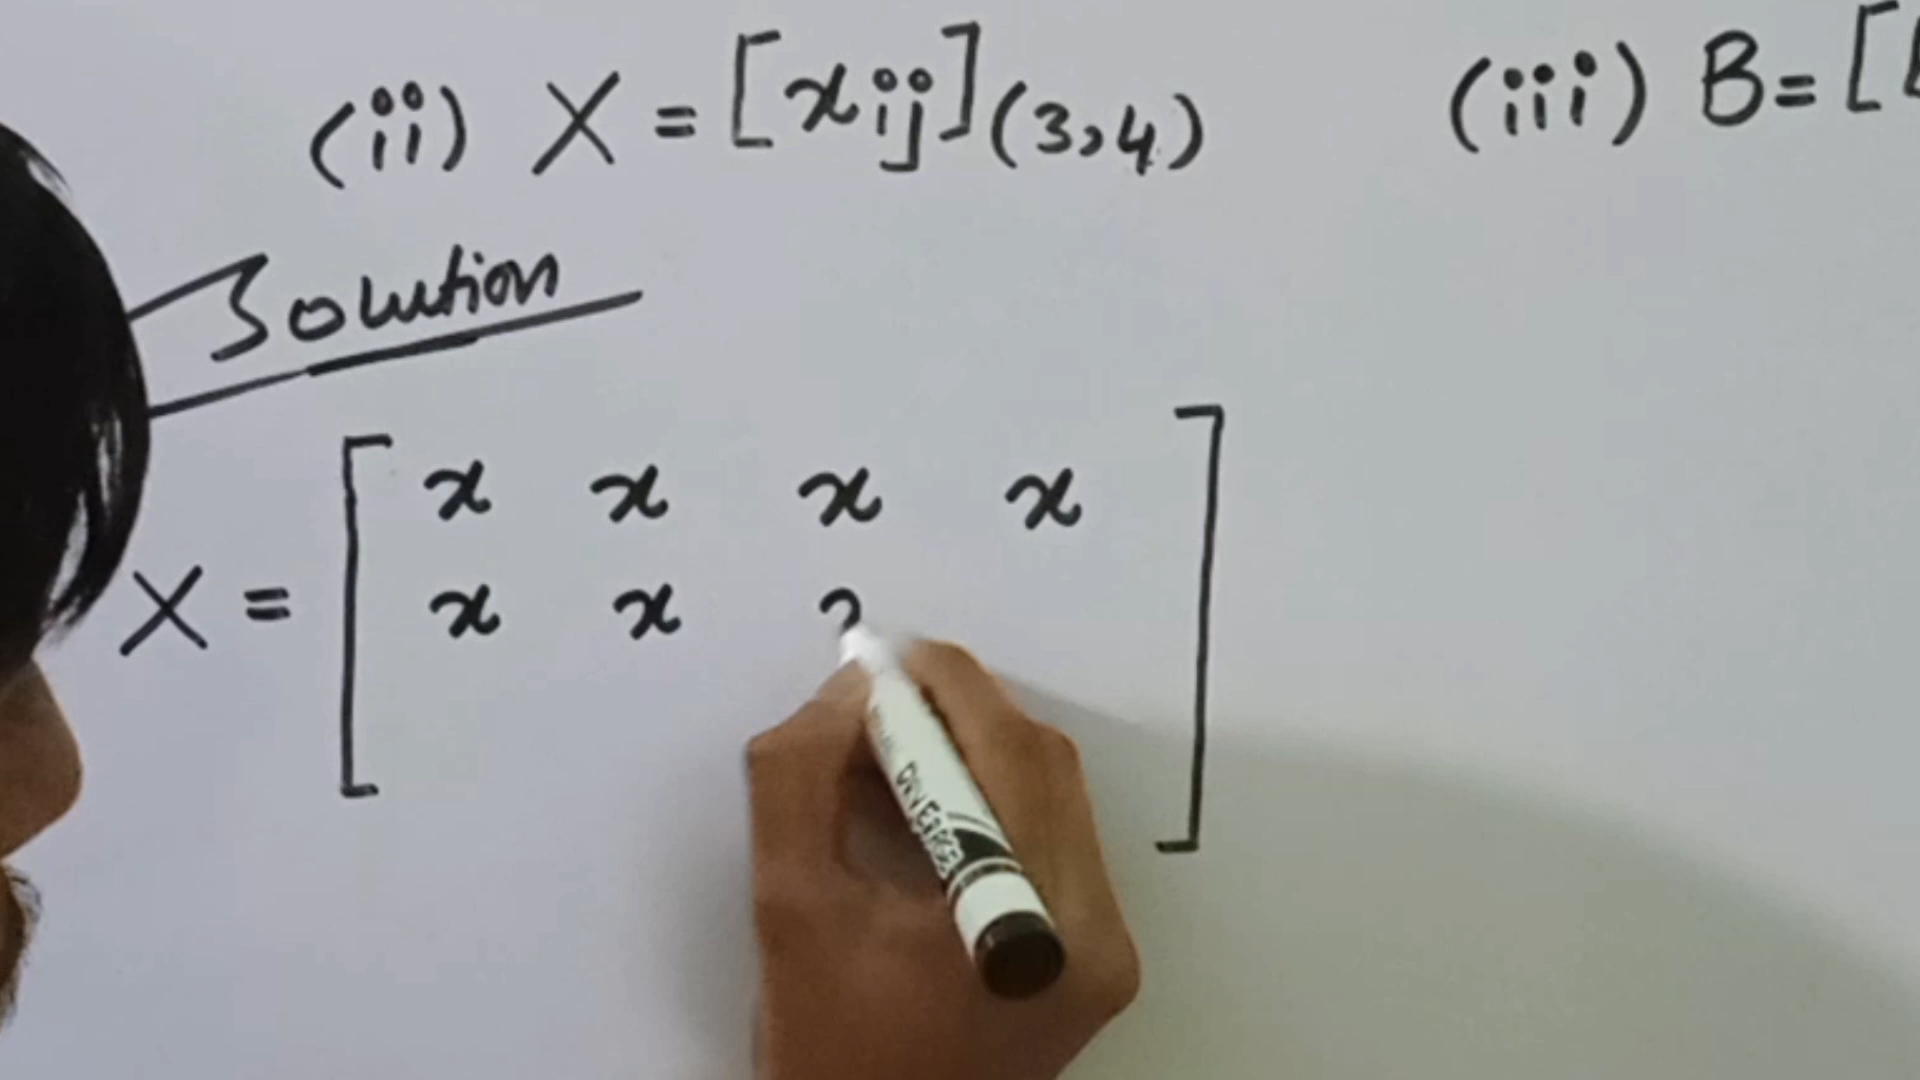 (ii) X = [xij](3,4) (iii) B = [
Solution
x x x x
X = [ x x ]